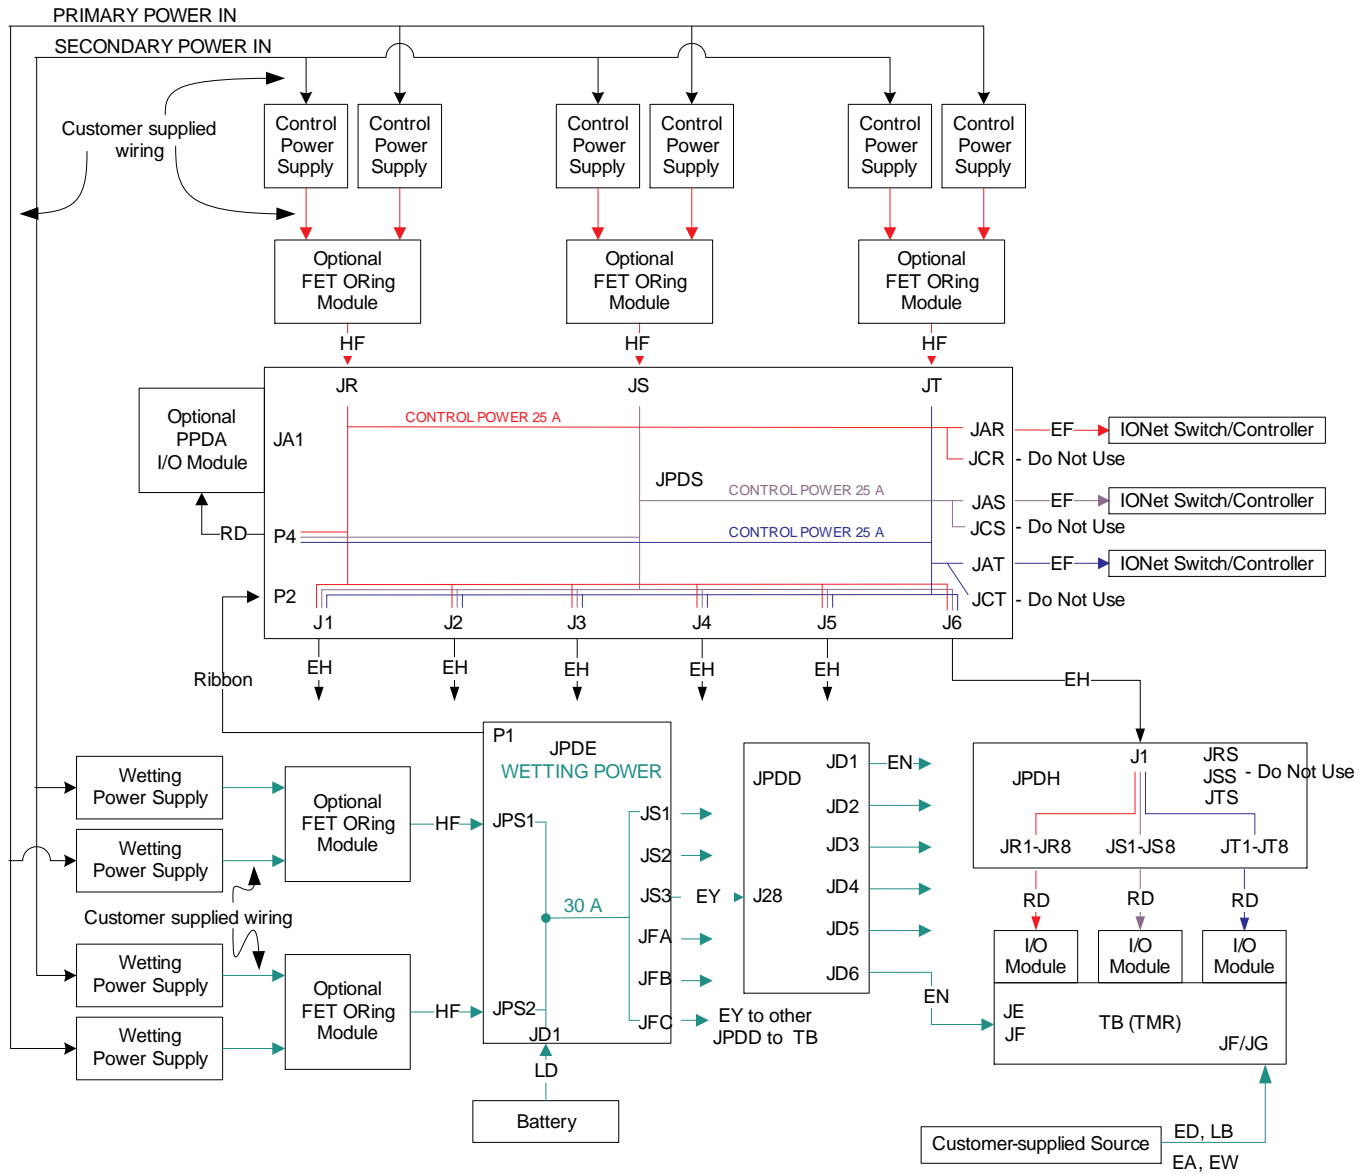 PRIMARY POWER IN
SECONDARY POWER IN
Customer supplied
wiring
Control
Power
Supply
Control
Power
Supply
Control
Power
Supply
Control
Power
Supply
Control
Power
Supply
Control
Power
Supply
Optional
FET ORing
Module
Optional
FET ORing
Module
Optional
FET ORing
Module
HF
HF
HF
JR
JS
JT
Optional
PPDA
I/O Module
JA1
CONTROL POWER 25 A
JAR
EF
IONet Switch/Controller
JCR - Do Not Use
JPDS
CONTROL POWER 25 A
JAS
EF
IONet Switch/Controller
JCS - Do Not Use
RD
P4
CONTROL POWER 25 A
JAT
EF
IONet Switch/Controller
P2
JCT - Do Not Use
J1
J2
J3
J4
J5
J6
EH
EH
EH
EH
EH
EH
Ribbon
P1
JPDE
WETTING POWER
Wetting
Power Supply
Wetting
Power Supply
Optional
FET ORing
Module
HF
JPS1
Customer supplied wiring
Wetting
Power Supply
Wetting
Power Supply
Optional
FET ORing
Module
HF
JPS2
30 A
JS1
JS2
JS3
JFA
JFB
JFC
EY
EY to other
JPDD to TB
JD1
LD
Battery
JPDD
J28
JD1
EN
JD2
JD3
JD4
JD5
JD6
EN
J1
JPDH
JRS
JSS - Do Not Use
JTS
JR1-JR8
JS1-JS8
JT1-JT8
RD
RD
RD
I/O
Module
I/O
Module
I/O
Module
JE
JF
TB (TMR)
JF/JG
Customer-supplied Source
ED, LB
EA, EW